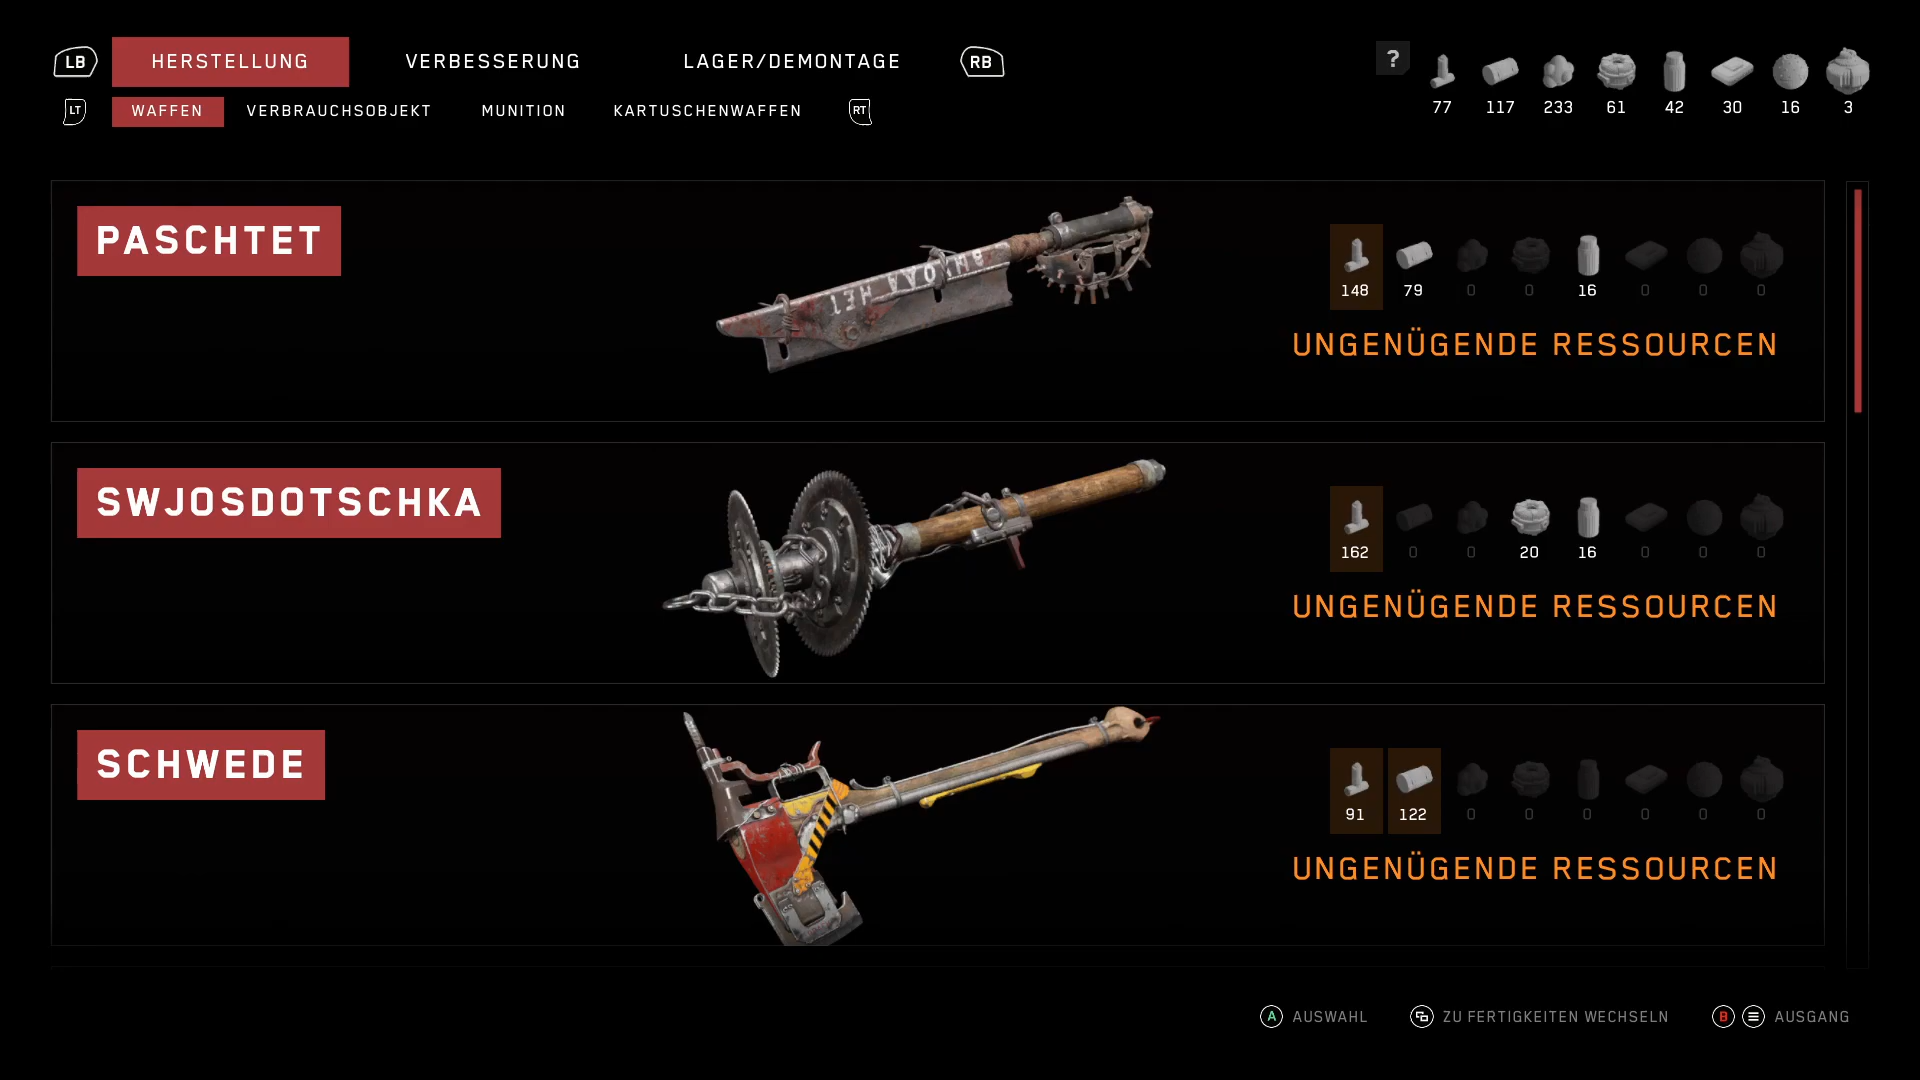 LB HERSTELLUNG VERBESSERUNG LAGER/DEMONTAGE RB
?
LT WAFFEN VERBRAUCHSOBJEKT MUNITION KARTUSCHENWAFFEN RT
77 117 233 61 42 30 16 3
PASCHTET
148 79 0 0 16 0 0 0
UNGENÜGENDE RESSOURCEN
SWJOSDOTSCHKA
162 0 0 20 16 0 0 0
UNGENÜGENDE RESSOURCEN
SCHWEDE
91 122 0 0 0 0 0 0
UNGENÜGENDE RESSOURCEN
A AUSWAHL ZU FERTIGKEITEN WECHSELN B AUSGANG